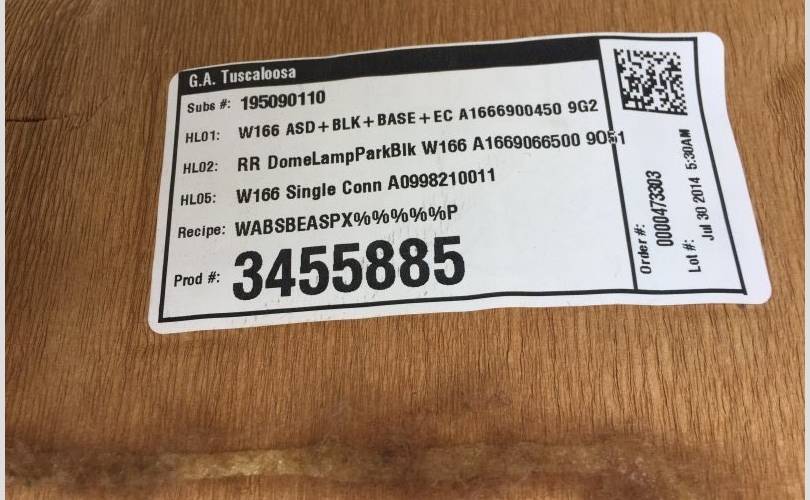 G.A. Tuscaloosa
Subs #: 195090110
HL01: W166 ASD+BLK+BASE+EC A1666900450 9G2
HL02: RR DomeLampParkBlk W166 A1669066500 9051
HL05: W166 Single Conn A0998210011
Recipe: WABSBEASPX%%%%%P
Prod #: 3455885
Order #:
0000473303
Lot #:
Jul 30 2014 5:30AM